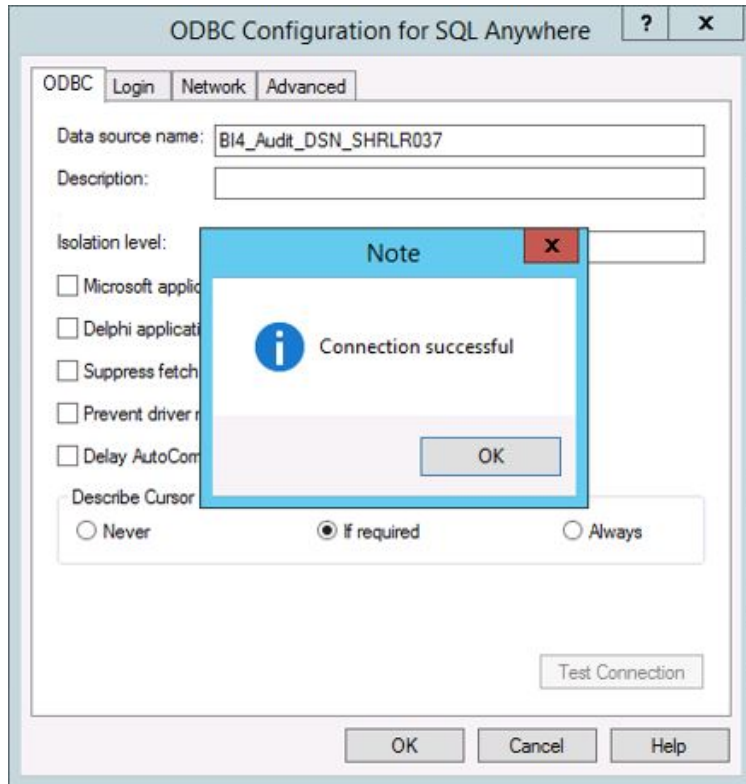 ODBC Configuration for SQL Anywhere ? x
ODBC Login Network Advanced
Data source name: BI4_Audit_DSN_SHRLR037
Description:
Isolation level:
Note x
Microsoft applic
Delphi applicati
Suppress fetch
Connection successful
Prevent driver r
Delay AutoCom
OK
Describe Cursor
Never If required Always
Test Connection
OK Cancel Help